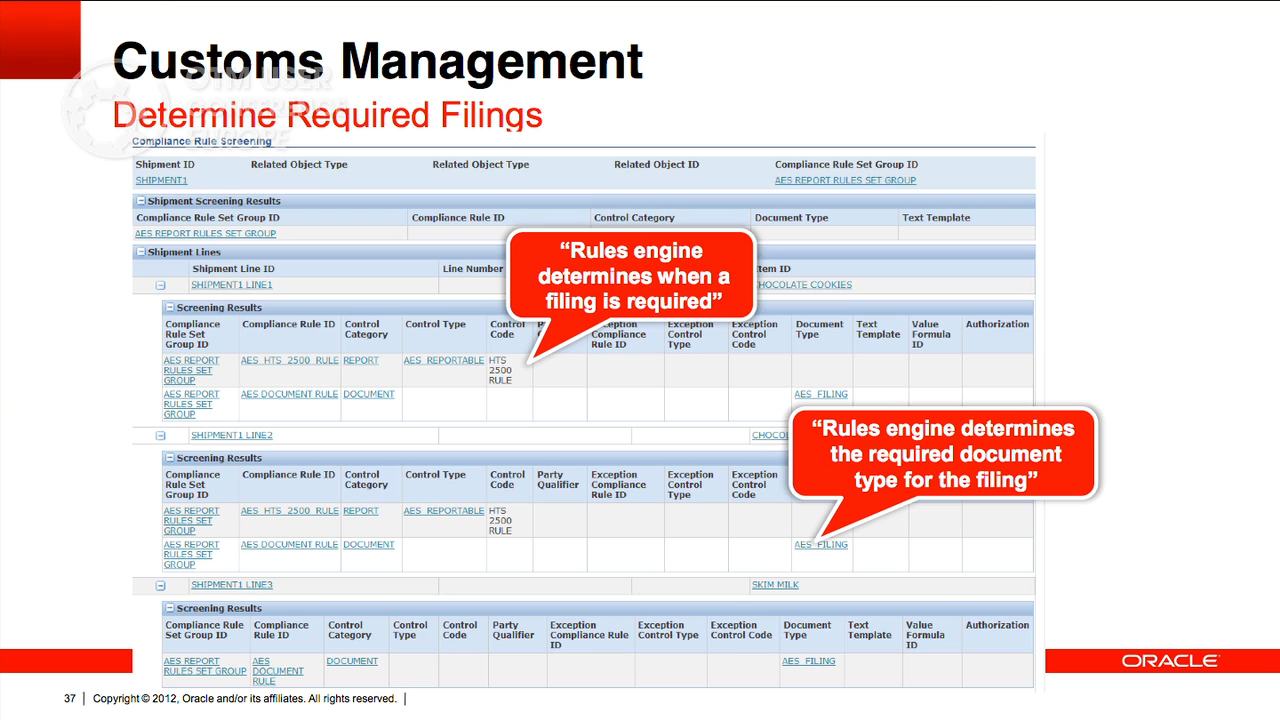 Customs Management
OTM USER
CONFERENCE
EUROPE
Determine Required Filings
Compliance Rule Screening
Shipment ID Related Object Type Related Object Type Related Object ID Compliance Rule Set Group ID
SHIPMENT1 AES REPORT RULES SET GROUP
Shipment Screening Results
Compliance Rule Set Group ID Compliance Rule ID Control Category Document Type Text Template
AES REPORT RULES SET GROUP
Shipment Lines
Shipment Line ID Line Number Item ID
SHIPMENT1 LINE1 CHOCOLATE COOKIES
“Rules engine
determines when a
filing is required”
Screening Results
Compliance Compliance Rule ID Control Control Type Control Exception Exception Exception Document Text Value Authorization
Rule Set Category Code Compliance Control Control Type Template Formula
Group ID Rule ID Type Code ID
AES REPORT AES HTS 2500 RULE REPORT AES REPORTABLE HTS
RULES SET 2500
GROUP RULE
AES REPORT AES DOCUMENT RULE DOCUMENT AES FILING
RULES SET
GROUP
“Rules engine determines
the required document
type for the filing”
SHIPMENT1 LINE2 CHOCO
Screening Results
Compliance Compliance Rule ID Control Control Type Control Party Exception Exception Exception
Rule Set Category Code Qualifier Compliance Control Control
Group ID Rule ID Type Code
AES REPORT AES HTS 2500 RULE REPORT AES REPORTABLE HTS
RULES SET 2500
GROUP RULE
AES REPORT AES DOCUMENT RULE DOCUMENT AES FILING
RULES SET
GROUP
SHIPMENT1 LINE3 SKIM MILK
Screening Results
Compliance Rule Compliance Control Control Control Party Exception Exception Exception Document Text Value Authorization
Set Group ID Rule ID Category Type Code Qualifier Compliance Rule Control Type Control Code Type Template Formula
ID ID
AES REPORT AES DOCUMENT AES FILING
RULES SET GROUP DOCUMENT
RULE
ORACLE
37 Copyright © 2012, Oracle and/or its affiliates. All rights reserved.